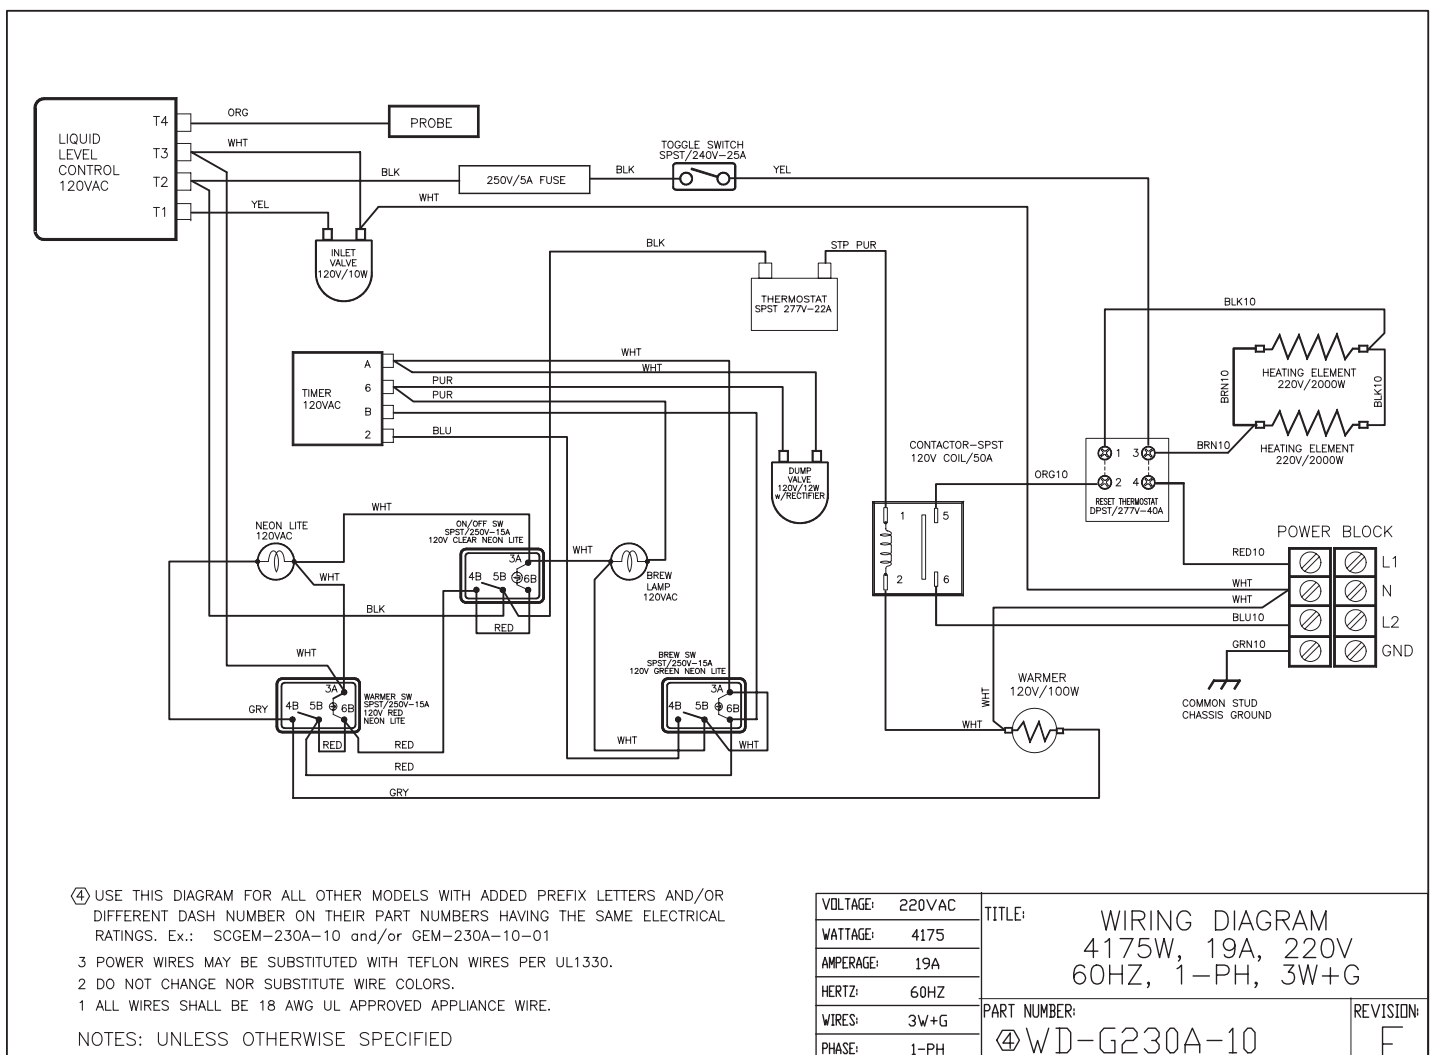 LIQUID
LEVEL
CONTROL
120VAC
T4
T3
T2
T1
ORG
PROBE
WHT
BLK
250V/5A FUSE
BLK
TOGGLE SWITCH
SPST/240V-25A
YEL
YEL
WHT
INLET
VALVE
120V/10W
BLK
STP PUR
THERMOSTAT
SPST 277V-22A
BLK10
HEATING ELEMENT
220V/2000W
BRN10
BLK10
HEATING ELEMENT
220V/2000W
BRN10
TIMER
120VAC
A
6
B
2
WHT
WHT
PUR
PUR
BLU
DUMP
VALVE
120V/12W
w/RECTIFIER
CONTACTOR-SPST
120V COIL/50A
1
5
2
6
ORG10
1
3
2
4
RESET THERMOSTAT
DPST/277V-40A
POWER BLOCK
L1
N
L2
GND
RED10
WHT
WHT
BLU10
GRN10
COMMON STUD
CHASSIS GROUND
NEON LITE
120VAC
WHT
WHT
ON/OFF SW
SPST/250V-15A
120V CLEAR NEON LITE
3A
4B
5B
6B
RED
WHT
BREW
LAMP
120VAC
BLK
WHT
GRY
3A
4B
5B
6B
RED
WARMER SW
SPST/250V-15A
120V RED
NEON LITE
RED
RED
GRY
BREW SW
SPST/250V-15A
120V GREEN NEON LITE
3A
4B
5B
6B
WHT
WHT
WARMER
120V/100W
WHT
WHT
4 USE THIS DIAGRAM FOR ALL OTHER MODELS WITH ADDED PREFIX LETTERS AND/OR
DIFFERENT DASH NUMBER ON THEIR PART NUMBERS HAVING THE SAME ELECTRICAL
RATINGS. Ex.: SCGEM-230A-10 and/or GEM-230A-10-01
3 POWER WIRES MAY BE SUBSTITUTED WITH TEFLON WIRES PER UL1330.
2 DO NOT CHANGE NOR SUBSTITUTE WIRE COLORS.
1 ALL WIRES SHALL BE 18 AWG UL APPROVED APPLIANCE WIRE.
NOTES: UNLESS OTHERWISE SPECIFIED
VOLTAGE: 220VAC
WATTAGE: 4175
AMPERAGE: 19A
HERTZ: 60HZ
WIRES: 3W+G
PHASE: 1-PH
TITLE:
WIRING DIAGRAM
4175W, 19A, 220V
60HZ, 1-PH, 3W+G
PART NUMBER:
4 WD-G230A-10
REVISION: